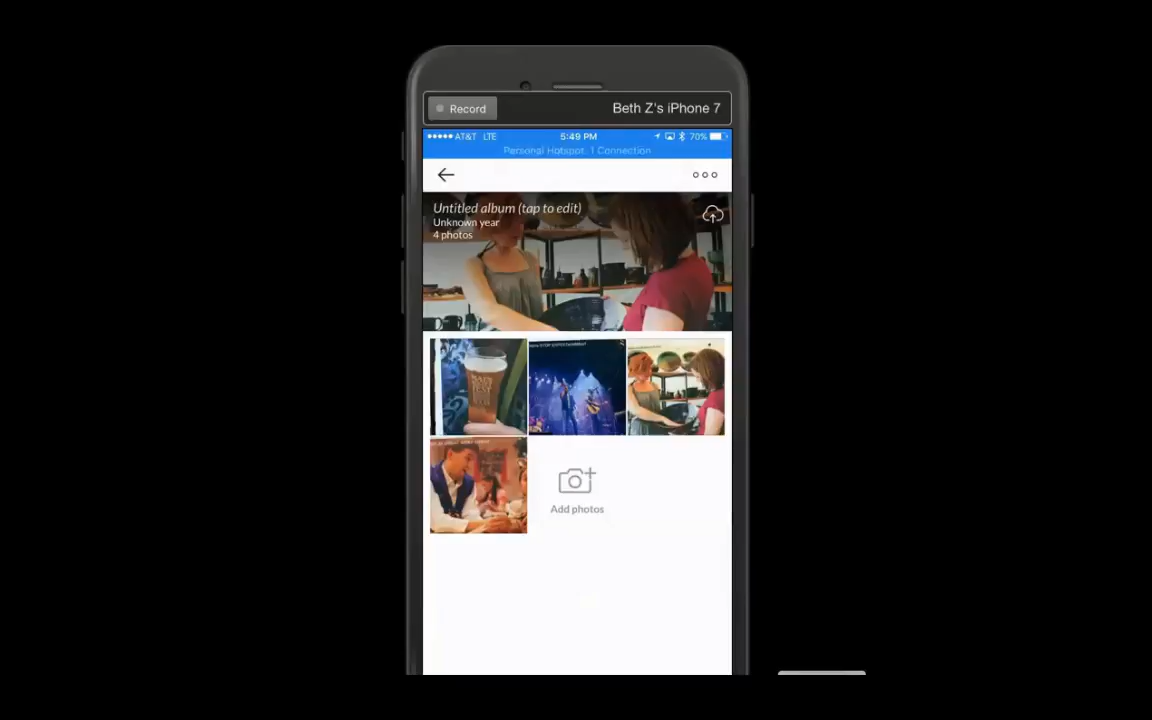 Record
Beth Z's iPhone 7
AT&T LTE
5:49 PM
70%
Personal Hotspot: 1 Connection
Untitled album (tap to edit)
Unknown year
4 photos
Add photos